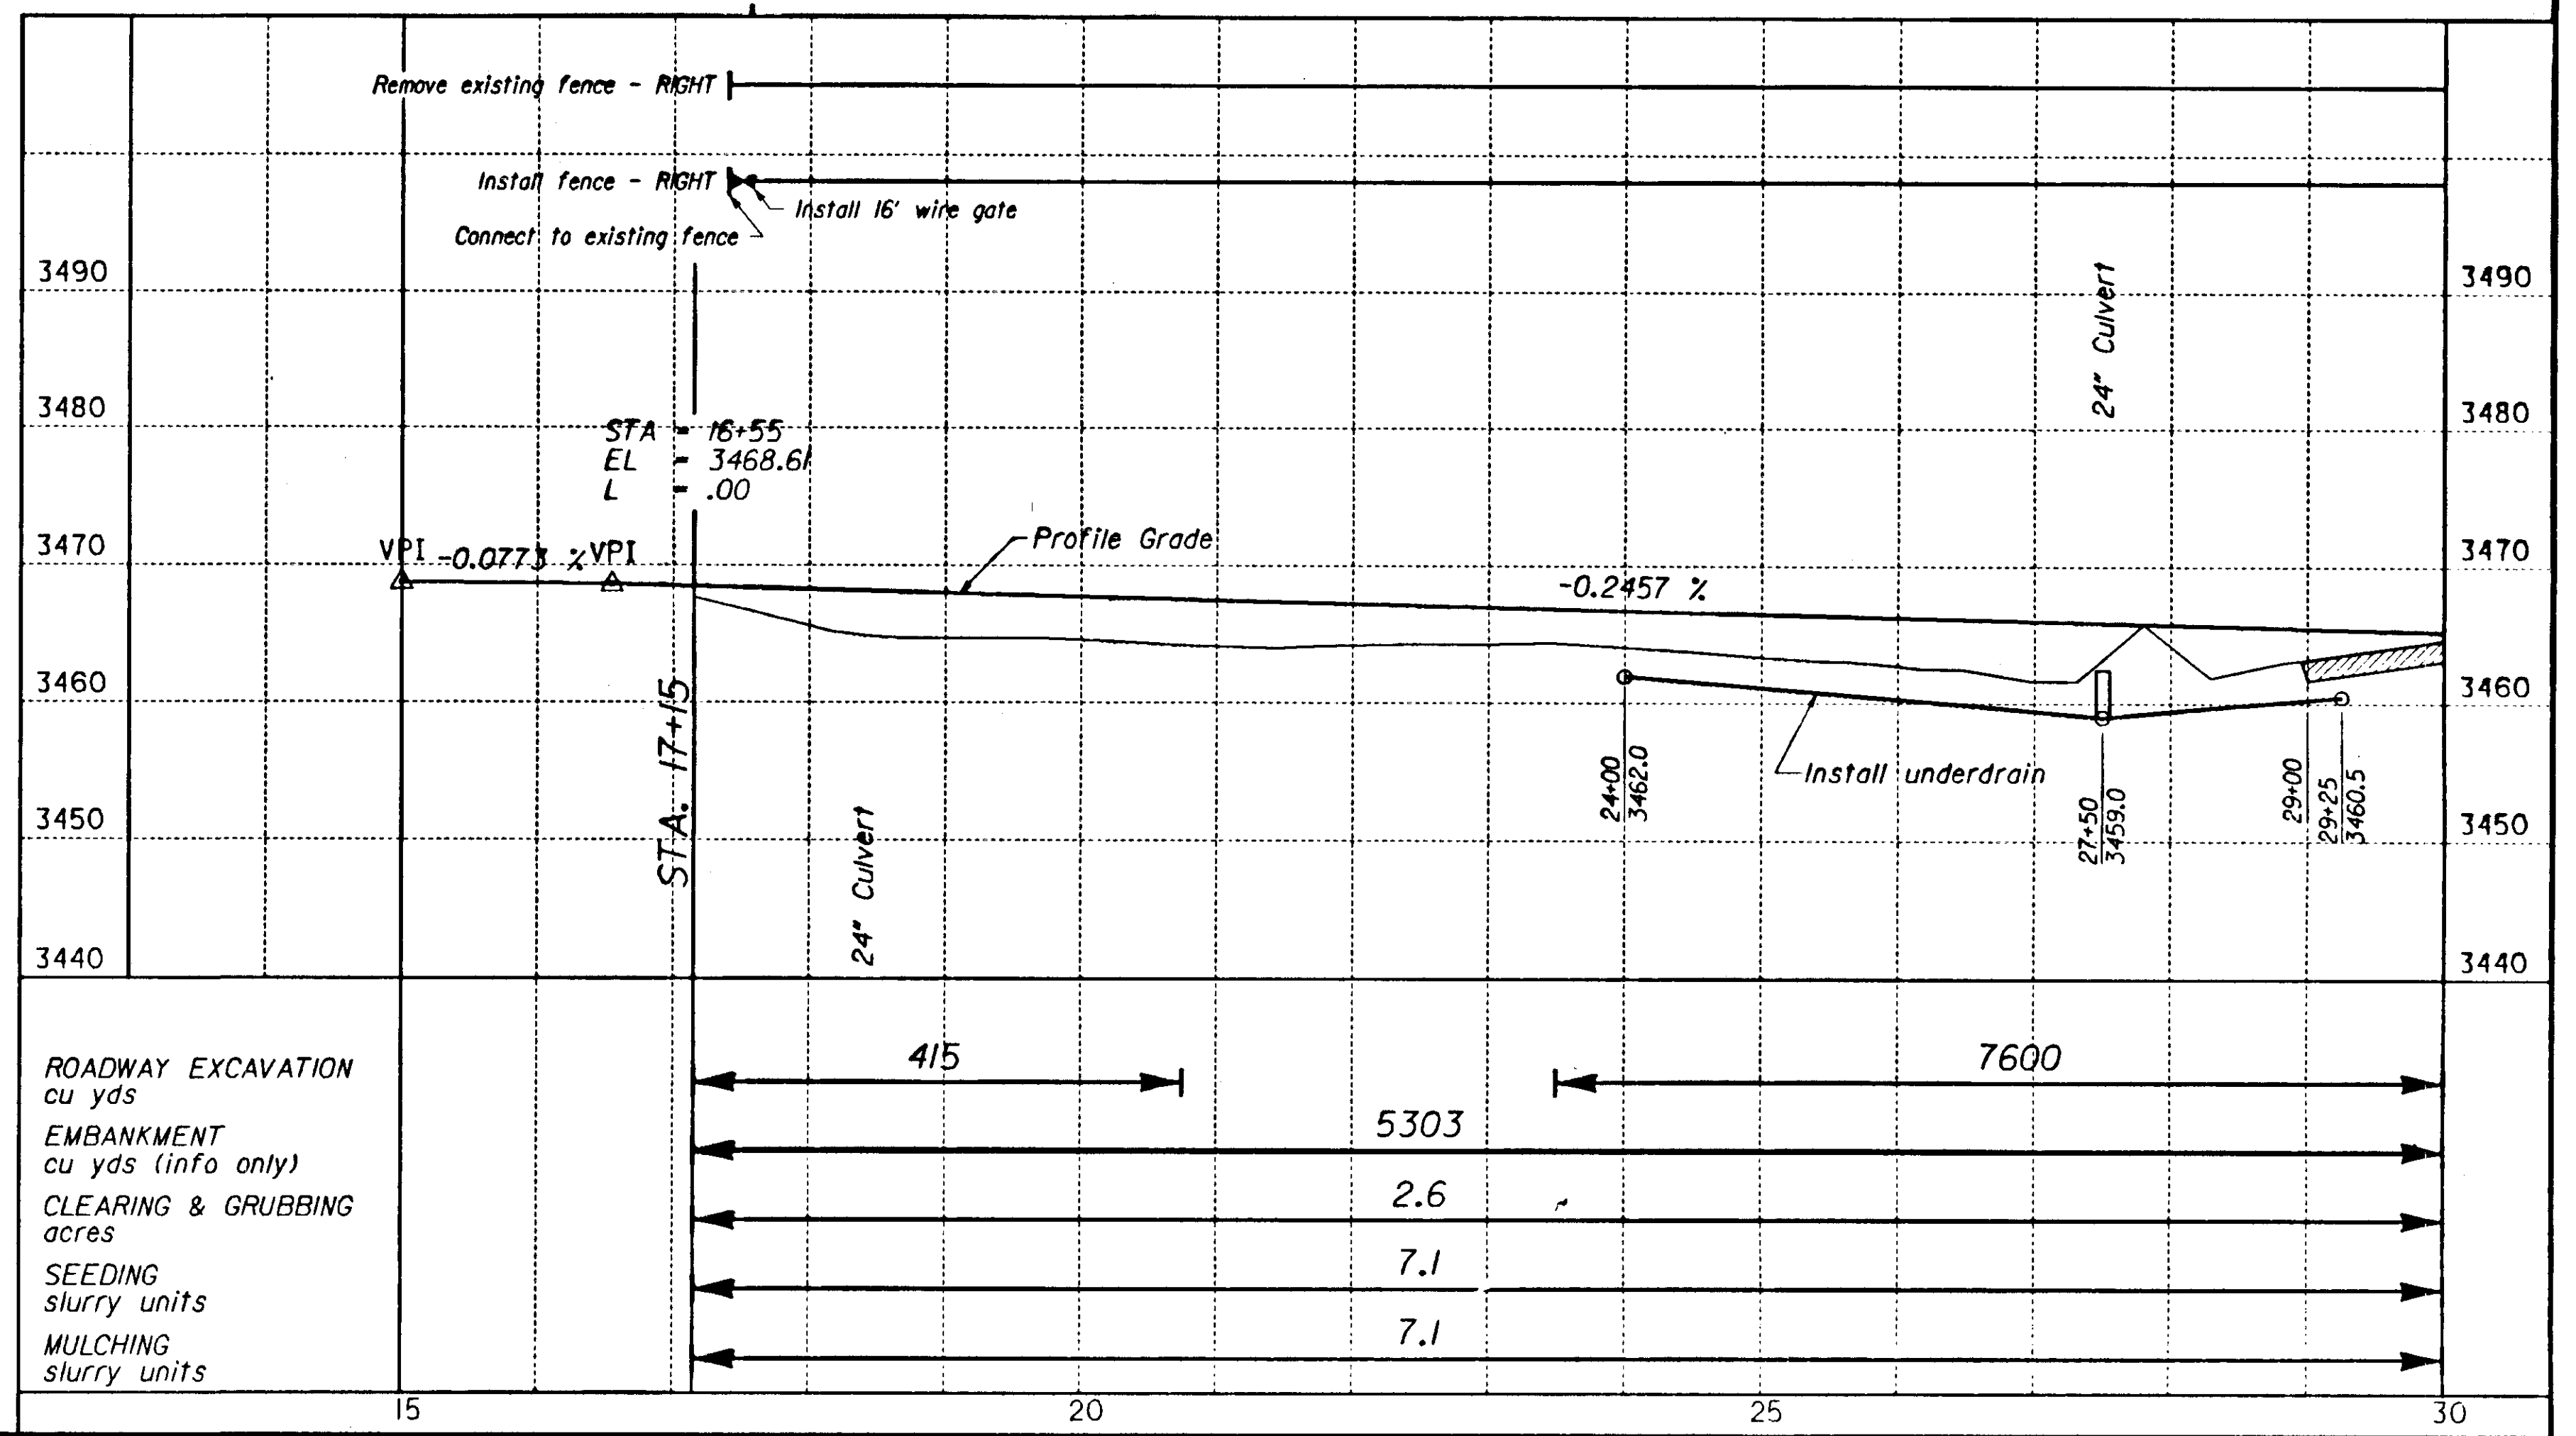 Remove existing fence - RIGHT
Install fence - RIGHT
Install 16' wire gate
Connect to existing fence
3490
3490
24" Culvert
3480
3480
STA = 16+55
EL = 3468.61
L = .00
3470
VPI -0.0773 % VPI
Profile Grade
3470
-0.2457 %
3460
3460
STA. 17+15
Install underdrain
24+00
3462.0
27+50
3459.0
29+00
29+25
3460.5
3450
3450
24" Culvert
3440
3440
ROADWAY EXCAVATION
cu yds
415
7600
EMBANKMENT
cu yds (info only)
5303
CLEARING & GRUBBING
acres
2.6
SEEDING
slurry units
7.1
MULCHING
slurry units
7.1
15
20
25
30